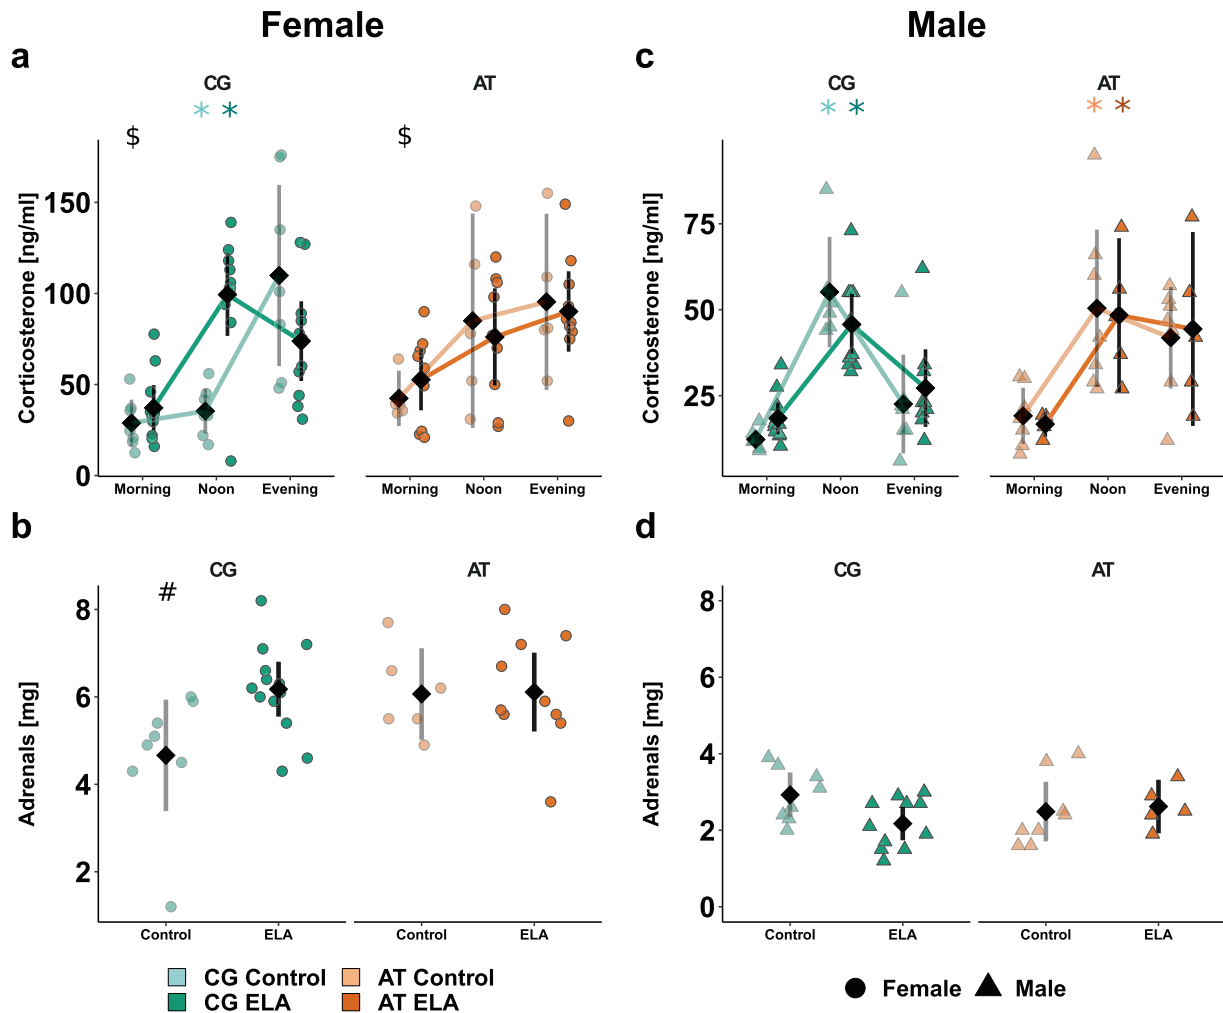 Female
Male
a
CG
AT
* *
$
$
Corticosterone [ng/ml]
150
100
50
0
Morning Noon Evening
Morning Noon Evening
c
CG
AT
* *
* *
Corticosterone [ng/ml]
75
50
25
Morning Noon Evening
Morning Noon Evening
b
CG
AT
#
Adrenals [mg]
8
6
4
2
Control ELA
Control ELA
d
CG
AT
Adrenals [mg]
8
6
4
2
0
Control ELA
Control ELA
CG Control
AT Control
CG ELA
AT ELA
Female
Male